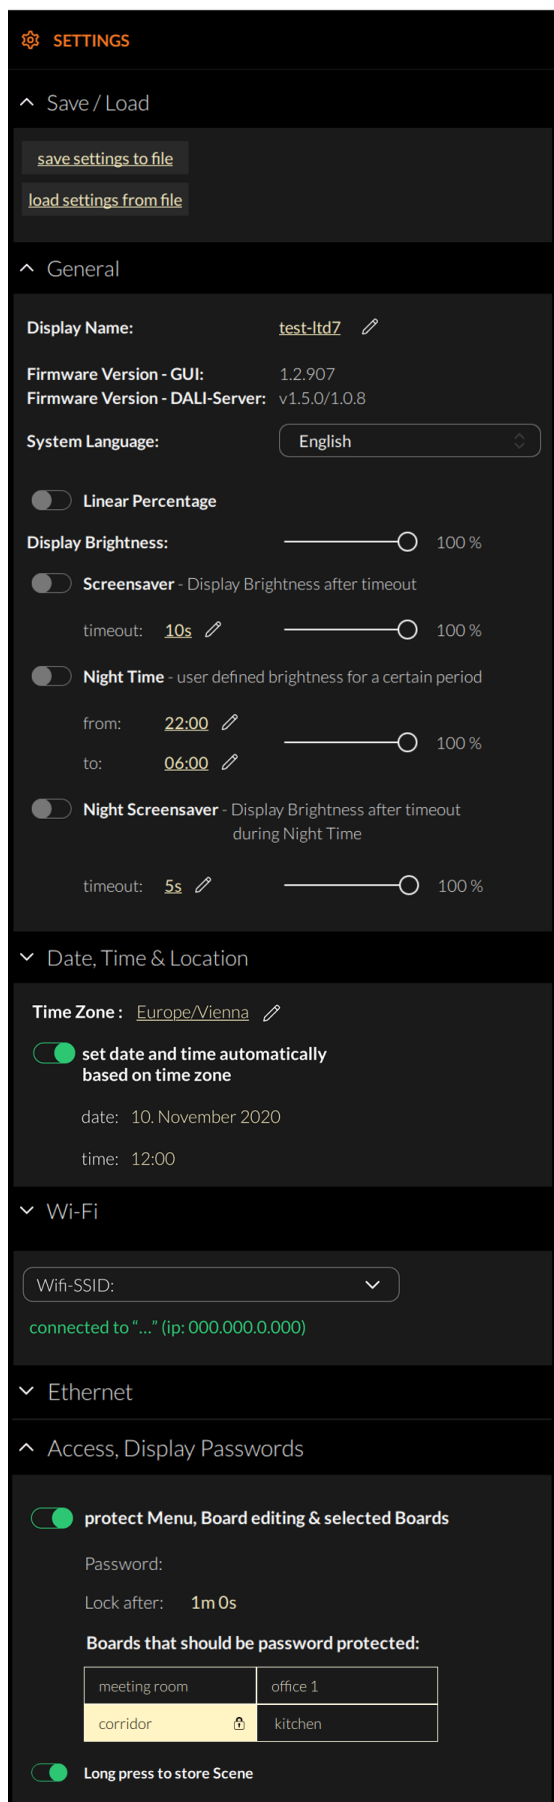 SETTINGS
Save / Load
save settings to file
load settings from file
General
Display Name: test-ltd7
Firmware Version - GUI: 1.2.907
Firmware Version - DALI-Server: v1.5.0/1.0.8
System Language: English
Linear Percentage
Display Brightness: 100 %
Screensaver - Display Brightness after timeout
timeout: 10s 100 %
Night Time - user defined brightness for a certain period
from: 22:00
100 %
to: 06:00
Night Screensaver - Display Brightness after timeout
during Night Time
timeout: 5s 100 %
Date, Time & Location
Time Zone : Europe/Vienna
set date and time automatically
based on time zone
date: 10. November 2020
time: 12:00
Wi-Fi
Wifi-SSID:
connected to “...” (ip: 000.000.0.000)
Ethernet
Access, Display Passwords
protect Menu, Board editing & selected Boards
Password:
Lock after: 1m 0s
Boards that should be password protected:
meeting room office 1
corridor kitchen
Long press to store Scene